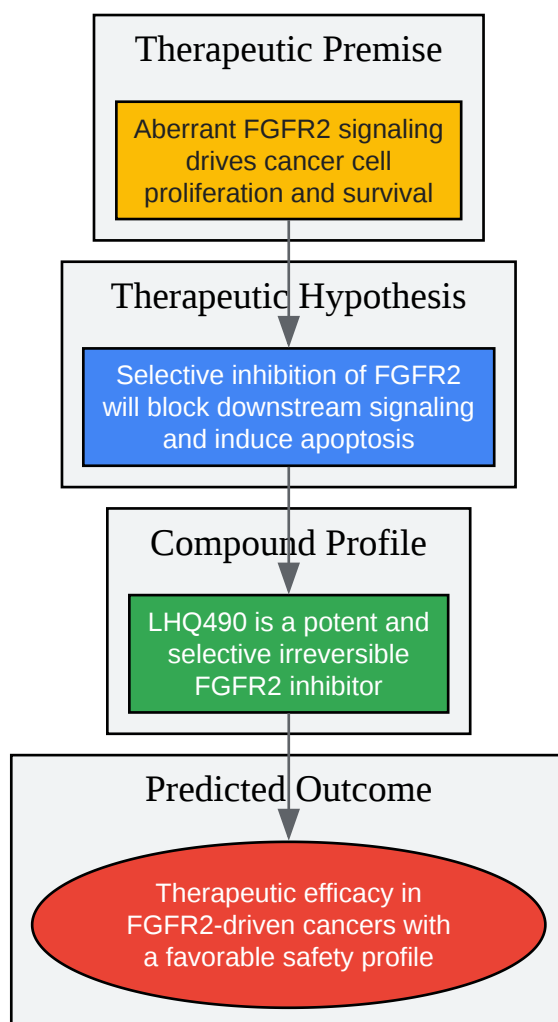 Therapeutic Premise
Aberrant FGFR2 signaling
drives cancer cell
proliferation and survival
Therapeutic Hypothesis
Selective inhibition of FGFR2
will block downstream signaling
and induce apoptosis
Compound Profile
LHQ490 is a potent and
selective irreversible
FGFR2 inhibitor
Predicted Outcome
Therapeutic efficacy in
FGFR2-driven cancers with
a favorable safety profile